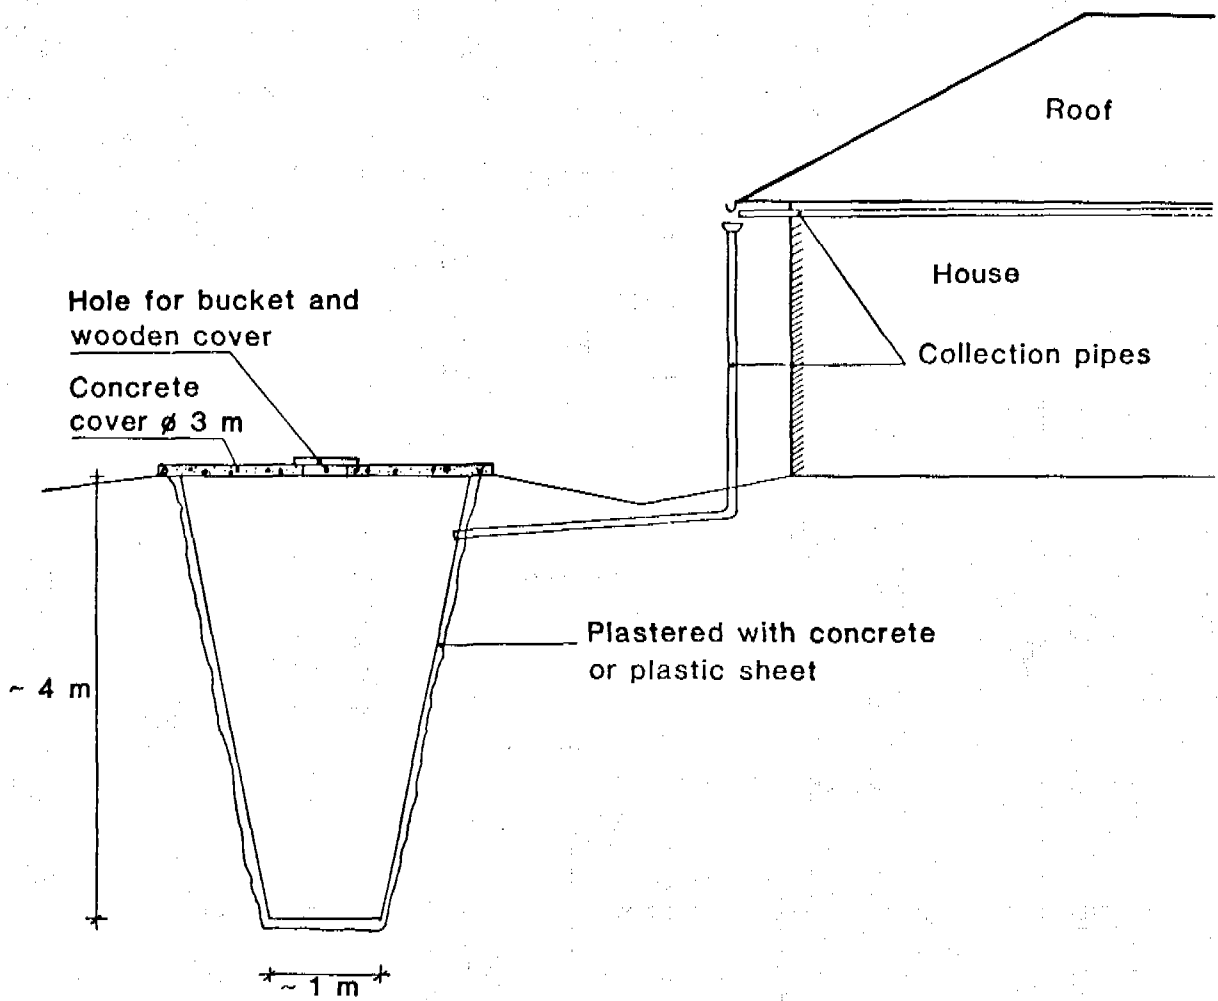 Roof
House
Hole for bucket and
wooden cover
Collection pipes
Concrete
cover ø 3 m
Plastered with concrete
or plastic sheet
~ 4 m
~ 1 m